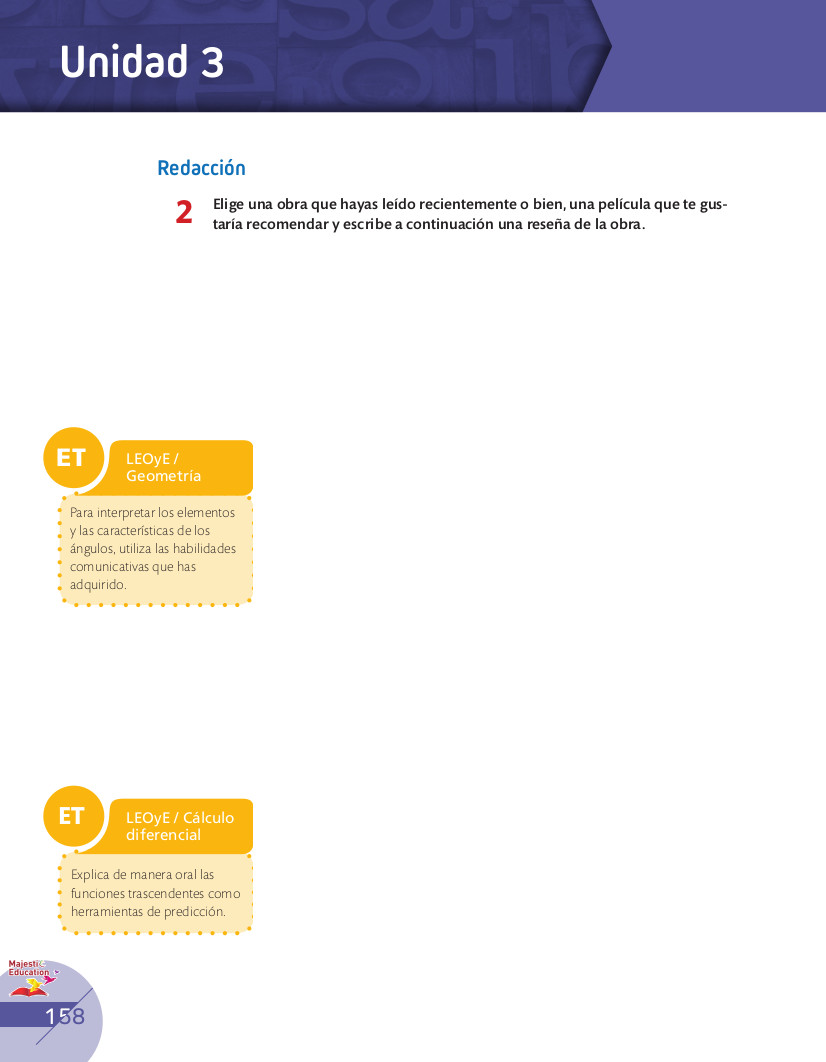 Unidad 3
Redacción
2 Elige una obra que hayas leído recientemente o bien, una película que te gus-
taría recomendar y escribe a continuación una reseña de la obra.
ET
LEOyE /
Geometría
Para interpretar los elementos
y las características de los
ángulos, utiliza las habilidades
comunicativas que has
adquirido.
ET
LEOyE / Cálculo
diferencial
Explica de manera oral las
funciones trascendentes como
herramientas de predicción.
Majestic
Education
158